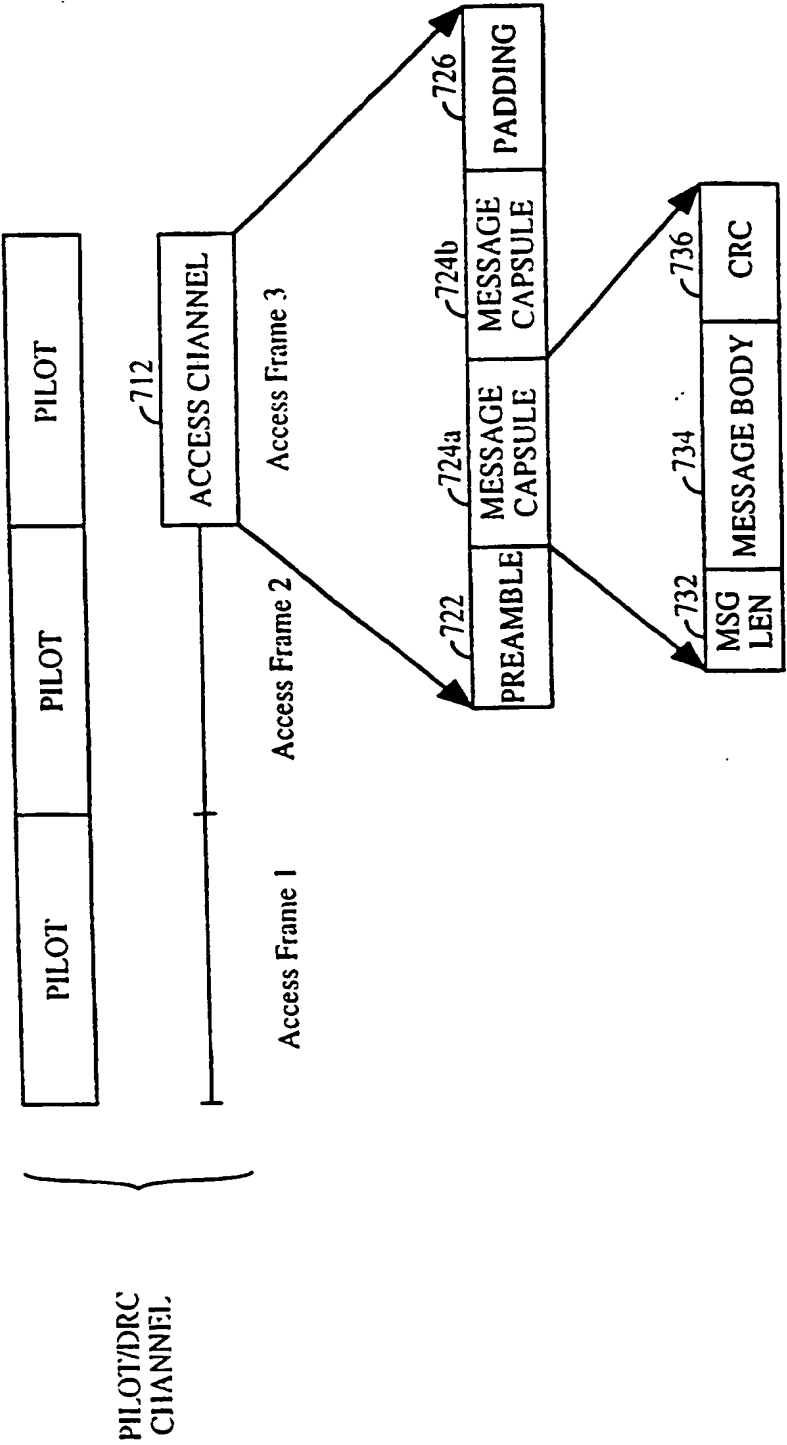 PILOT/DRC
CHANNEL
PILOT
PILOT
PILOT
712
ACCESS CHANNEL
Access Frame 1
Access Frame 2
Access Frame 3
722
724a
724b
726
PREAMBLE
MESSAGE
CAPSULE
MESSAGE
CAPSULE
PADDING
732
734
736
MSG
LEN
MESSAGE BODY
CRC